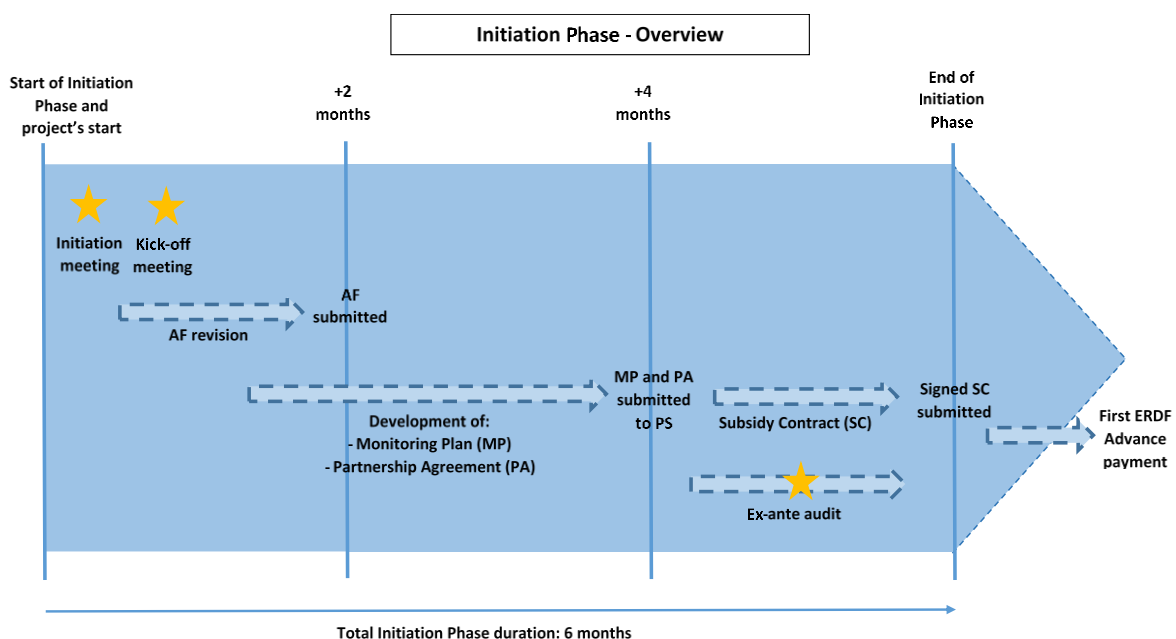 Initiation Phase - Overview
Start of Initiation
Phase and
project's start
+2
months
+4
months
End of
Initiation
Phase
Initiation
meeting
Kick-off
meeting
AF revision
AF
submitted
Development of:
- Monitoring Plan (MP)
- Partnership Agreement (PA)
MP and PA
submitted
to PS
Subsidy Contract (SC)
Signed SC
submitted
Ex-ante audit
First ERDF
Advance
payment
Total Initiation Phase duration: 6 months